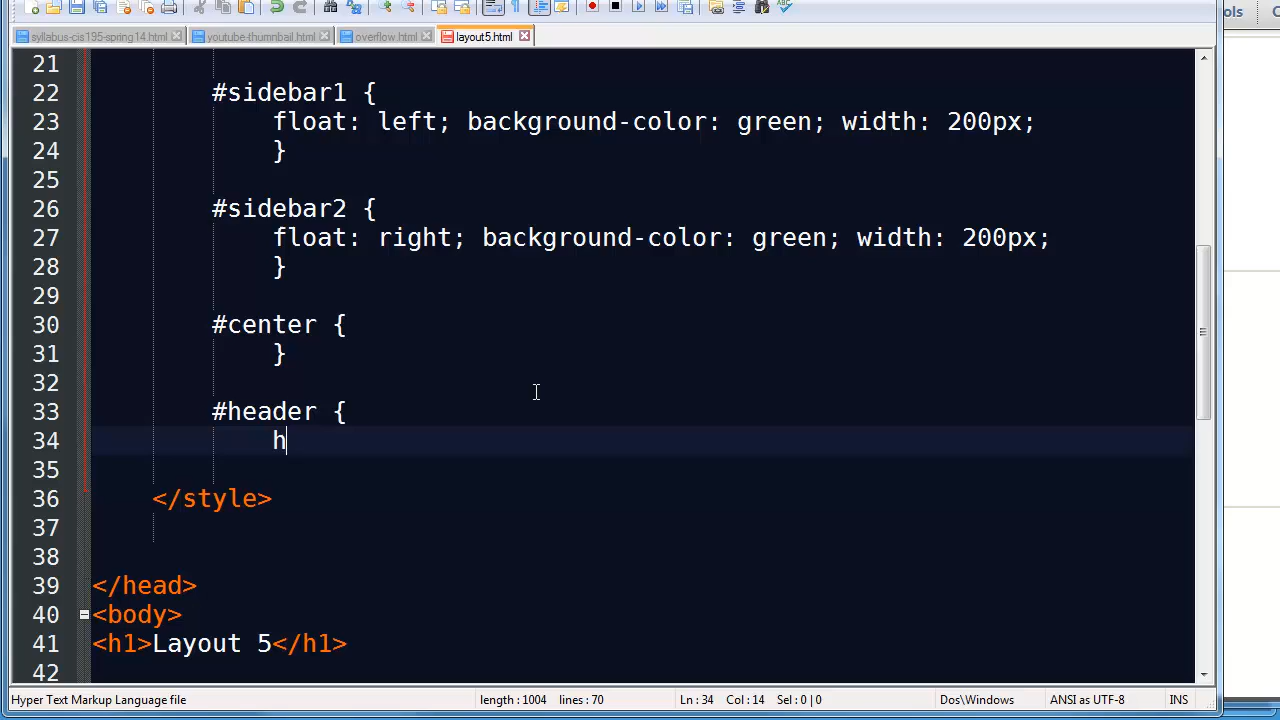 ols
syllabus-cis195-spring14.html youtube-thumnbail.html overflow.html layout5.html
21
22 #sidebar1 {
23 float: left; background-color: green; width: 200px;
24 }
25
26 #sidebar2 {
27 float: right; background-color: green; width: 200px;
28 }
29
30 #center {
31 }
32
33 #header {
34 h
35
36 </style>
37
38
39 </head>
40 <body>
41 <h1>Layout 5</h1>
42
Hyper Text Markup Language file length : 1004 lines : 70 Ln : 34 Col : 14 Sel : 0 | 0 Dos\Windows ANSI as UTF-8 INS